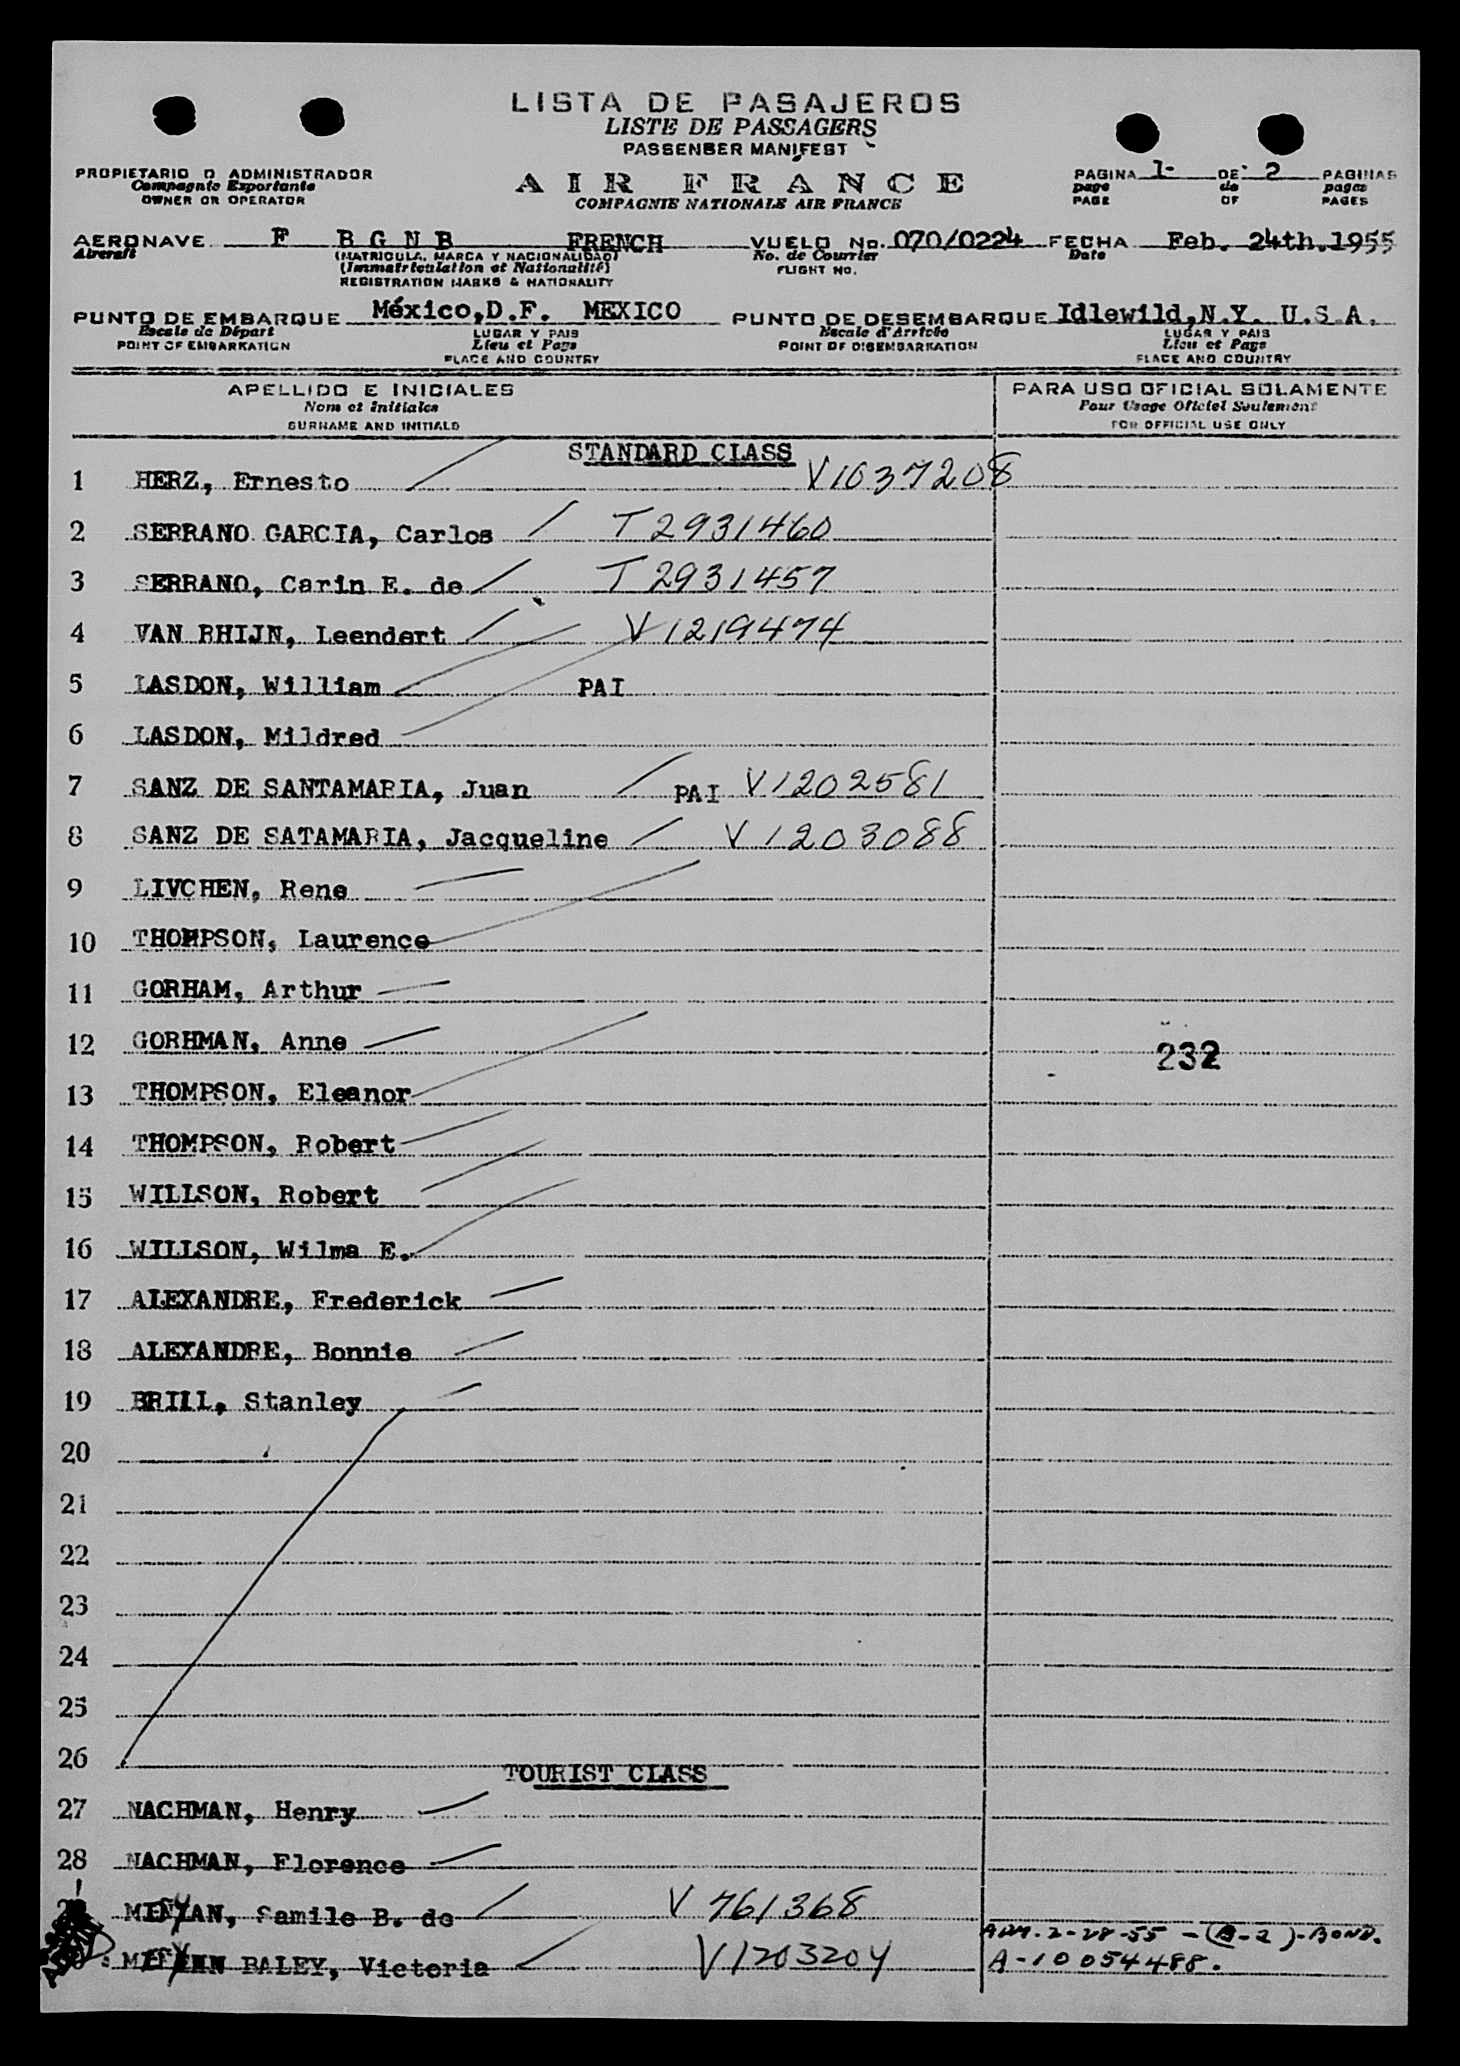 LISTA DE PASAJEROS
LISTE DE PASSAGERS
PASSENGER MANIFEST
AIR FRANCE
COMPAGNIE NATIONALE AIR FRANCE
PROPIETARIO O ADMINISTRADOR
Compagnie Exportante
OWNER OR OPERATOR
PAGINA 1- DE 2 PAGINAS
page de pages
PAGE OF PAGES
AERONAVE F B G N B FRENCH VUELO No. 070/0224 FECHA Feb. 24th.1955
Aircraft (MATRICULA, MARCA Y NACIONALIDAD) No. de Courrier Date
(Immatriculation et Nationalité) FLIGHT NO.
REGISTRATION MARKS & NATIONALITY
PUNTO DE EMBARQUE México,D.F. MEXICO PUNTO DE DESEMBARQUE Idlewild,N.Y. U.S.A.
Escale de Départ LUGAR Y PAIS Escale d'Arrivée LUGAR Y PAIS
POINT OF EMBARKATION Lieu et Pays POINT OF DISEMBARKATION Lieu et Pays
PLACE AND COUNTRY PLACE AND COUNTRY
APELLIDO E INICIALES PARA USO OFICIAL SOLAMENTE
Nom et initiales Pour Usage Officiel Seulement
SURNAME AND INITIALS FOR OFFICIAL USE ONLY
STANDARD CLASS
1 HERZ, Ernesto V1037208
2 SERRANO GARCIA, Carlos T2931460
3 SERRANO, Carin E. de T2931457
4 VAN RHIJN, Leendert V1219474
5 LASDON, William PAI
6 LASDON, Mildred
7 SANZ DE SANTAMARIA, Juan PAI V1202581
8 SANZ DE SATAMARIA, Jacqueline V1203088
9 LIVCHEN, Rene
10 THOMPSON, Laurence
11 GORHAM, Arthur
12 GORHMAN, Anne 232
13 THOMPSON, Eleanor
14 THOMPSON, Robert
15 WILLSON, Robert
16 WILLSON, Wilma E.
17 ALEXANDRE, Frederick
18 ALEXANDRE, Bonnie
19 BRILL, Stanley
20
21
22
23
24
25
26
TOURIST CLASS
27 NACHMAN, Henry
28 NACHMAN, Florence
Samile B. de V 761368
ADM. 2-28-55 - (B-2)-BOND.
BALEY, Victoria V1203204 A-10054488.